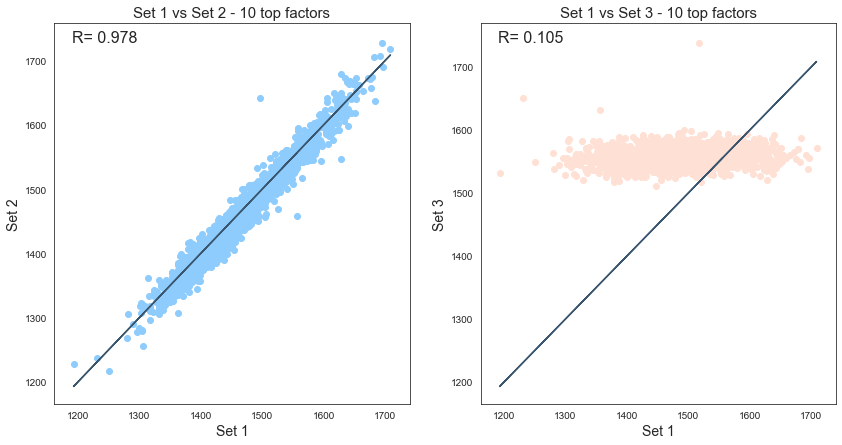 Set 1 vs Set 2 - 10 top factors
R= 0.978
1700
1600
1500
1400
1300
1200
Set 2
1200 1300 1400 1500 1600 1700
Set 1
Set 1 vs Set 3 - 10 top factors
R= 0.105
1700
1600
1500
1400
1300
1200
Set 3
1200 1300 1400 1500 1600 1700
Set 1